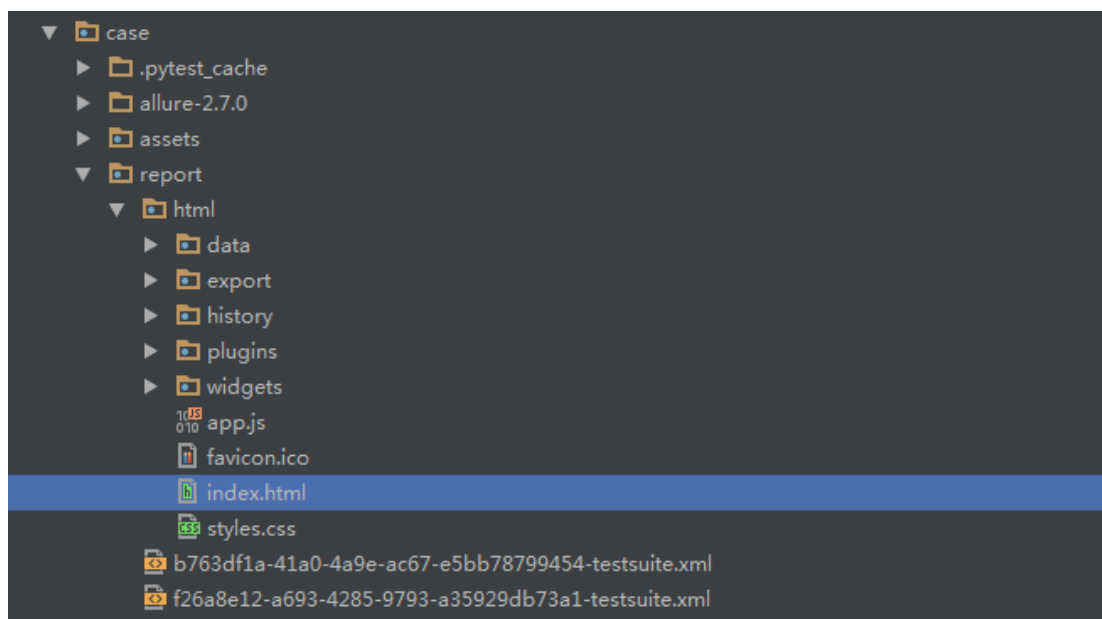 case
.pytest_cache
allure-2.7.0
assets
report
html
data
export
history
plugins
widgets
app.js
favicon.ico
index.html
styles.css
b763df1a-41a0-4a9e-ac67-e5bb78799454-testsuite.xml
f26a8e12-a693-4285-9793-a35929db73a1-testsuite.xml